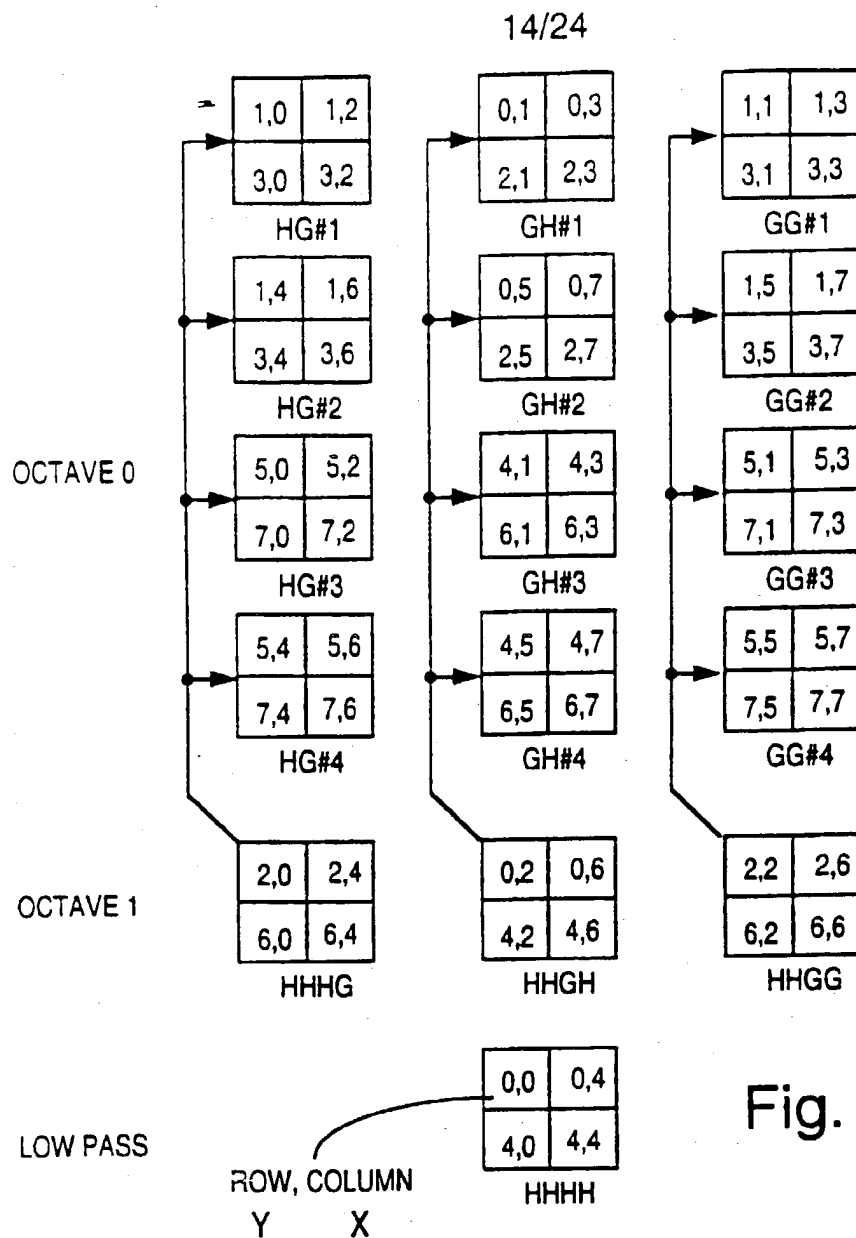 14/24
1,0 1,2 0,1 0,3 1,1 1,3
3,0 3,2 2,1 2,3 3,1 3,3
HG#1 GH#1 GG#1
1,4 1,6 0,5 0,7 1,5 1,7
3,4 3,6 2,5 2,7 3,5 3,7
HG#2 GH#2 GG#2
OCTAVE 0
5,0 5,2 4,1 4,3 5,1 5,3
7,0 7,2 6,1 6,3 7,1 7,3
HG#3 GH#3 GG#3
5,4 5,6 4,5 4,7 5,5 5,7
7,4 7,6 6,5 6,7 7,5 7,7
HG#4 GH#4 GG#4
OCTAVE 1
2,0 2,4 0,2 0,6 2,2 2,6
6,0 6,4 4,2 4,6 6,2 6,6
HHHG HHGH HHGG
LOW PASS
0,0 0,4
4,0 4,4
HHHH
ROW, COLUMN
Y X
Fig.